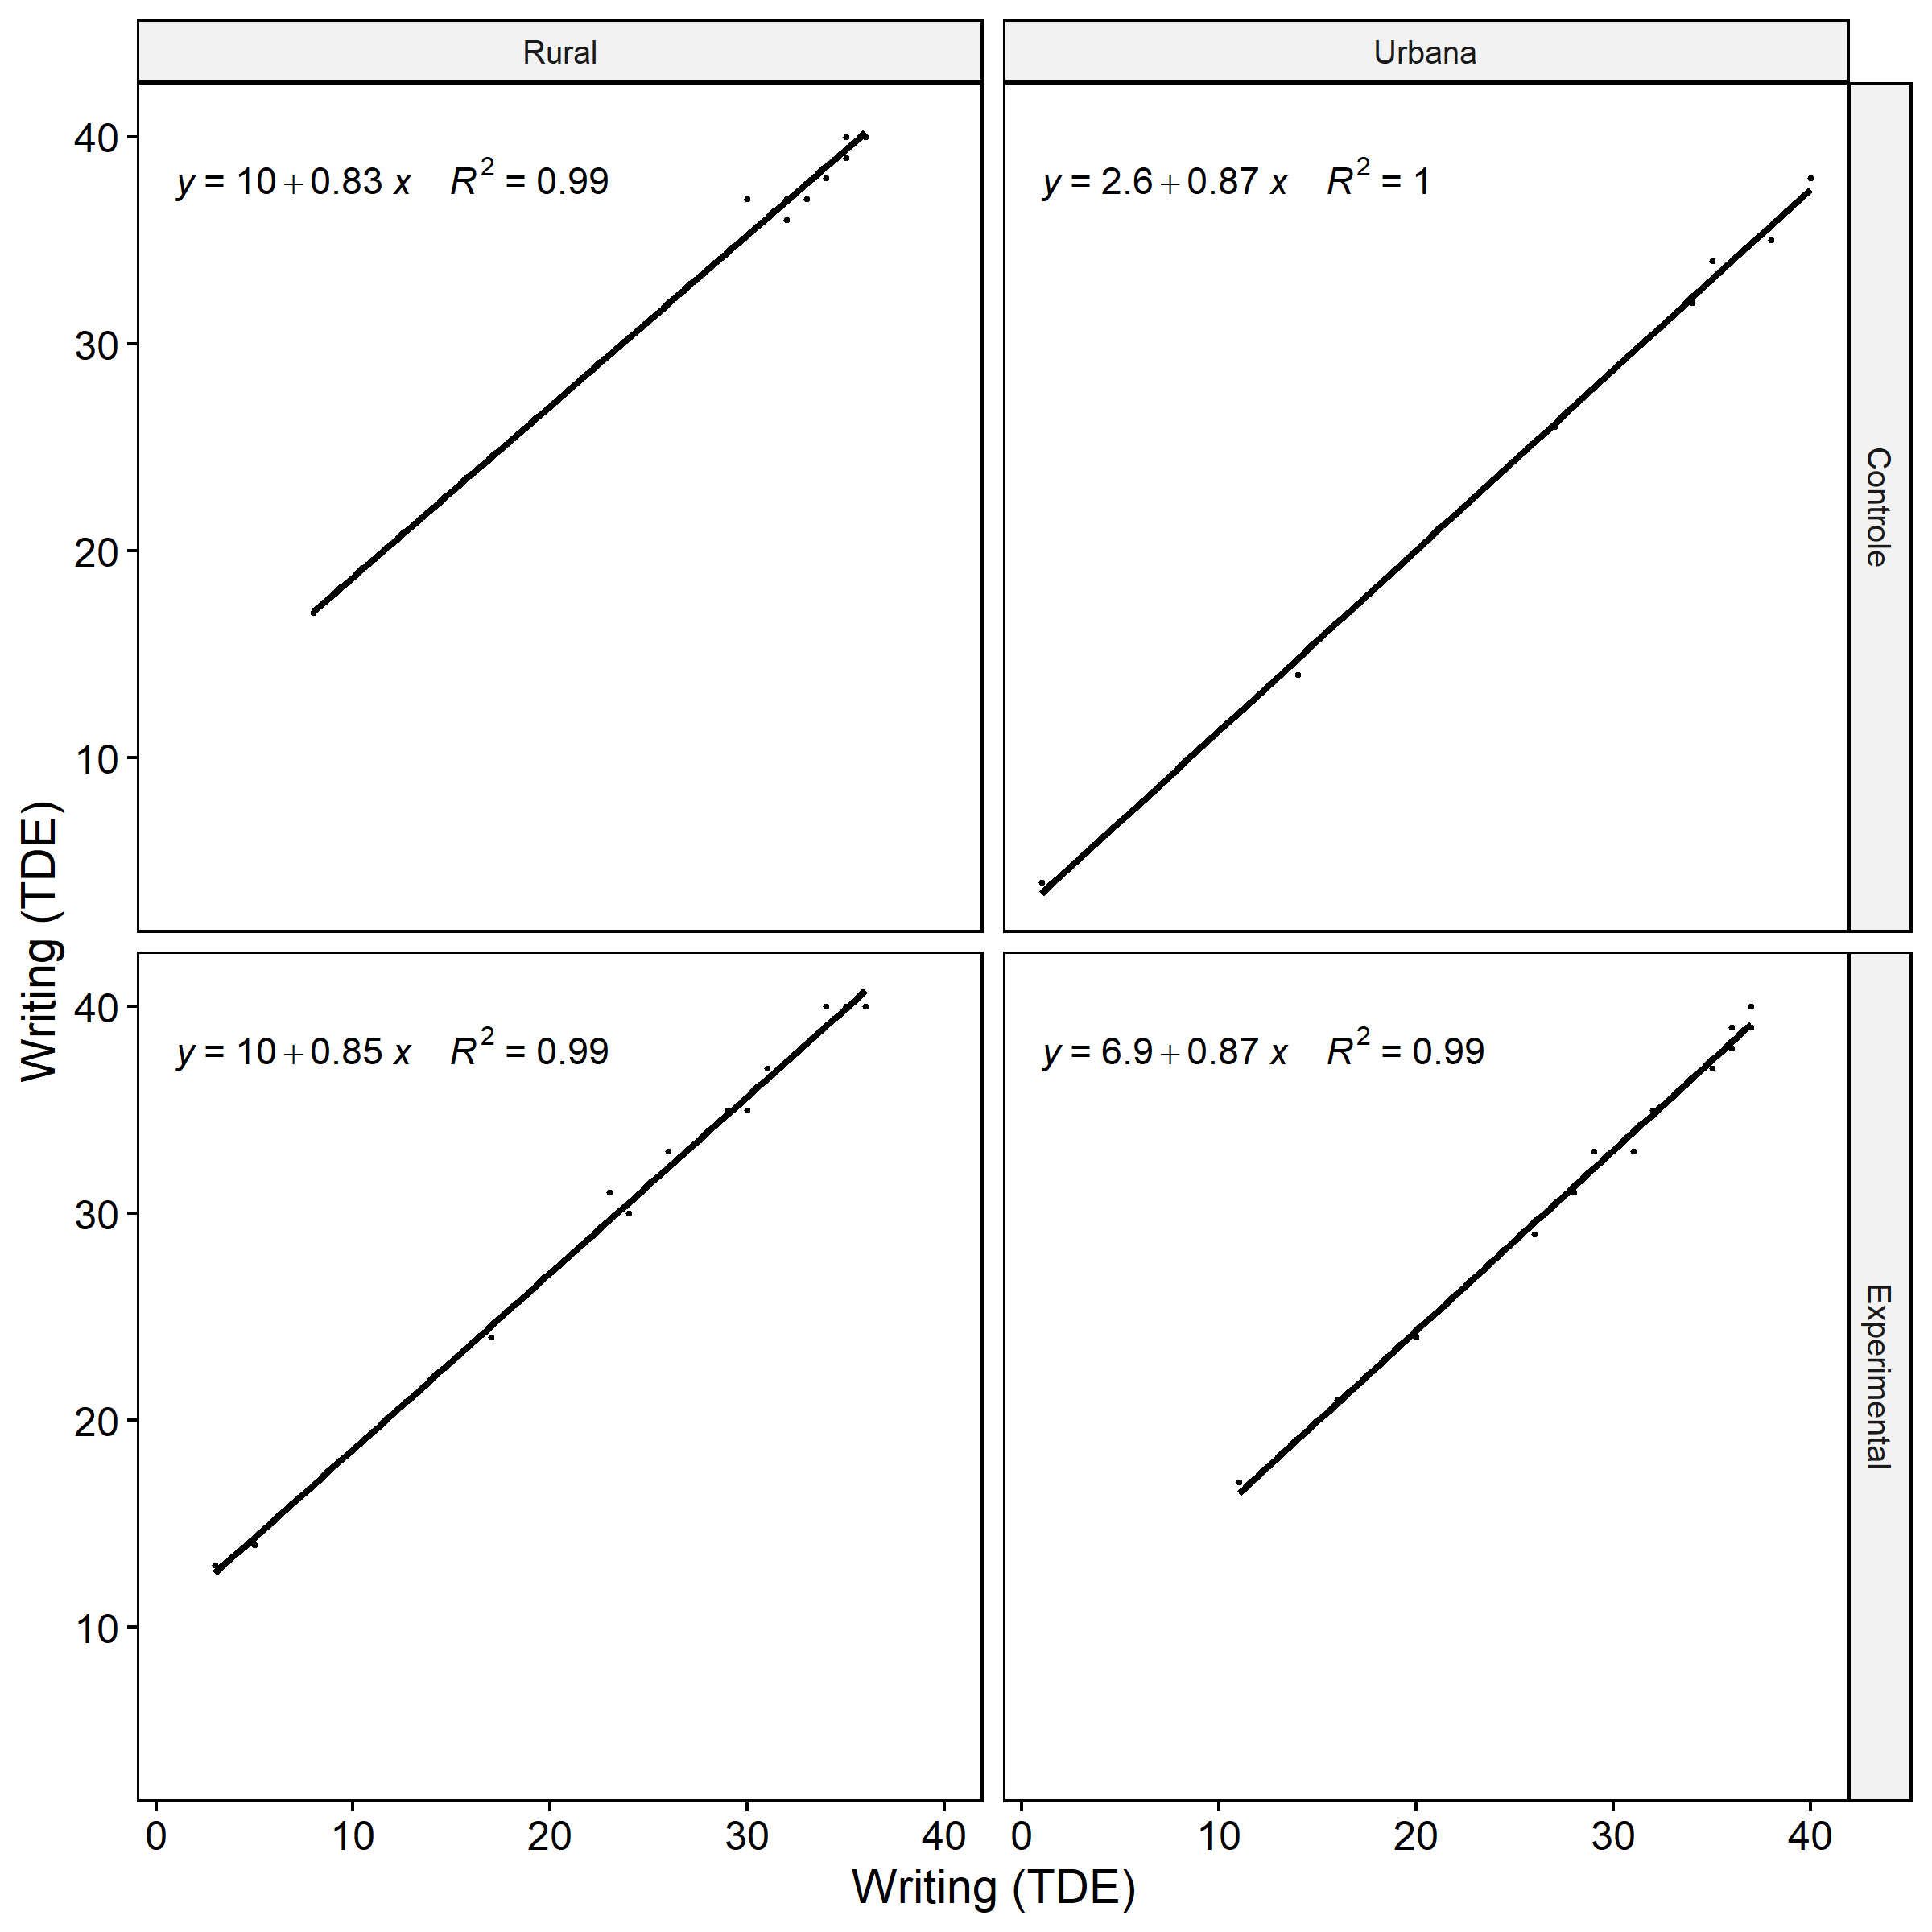 Rural
Urbana
Controle
Experimental
y = 10 + 0.83 x R² = 0.99
y = 2.6 + 0.87 x R² = 1
y = 10 + 0.85 x R² = 0.99
y = 6.9 + 0.87 x R² = 0.99
40
30
20
10
40
30
20
10
0
10
20
30
40
0
10
20
30
40
Writing (TDE)
Writing (TDE)